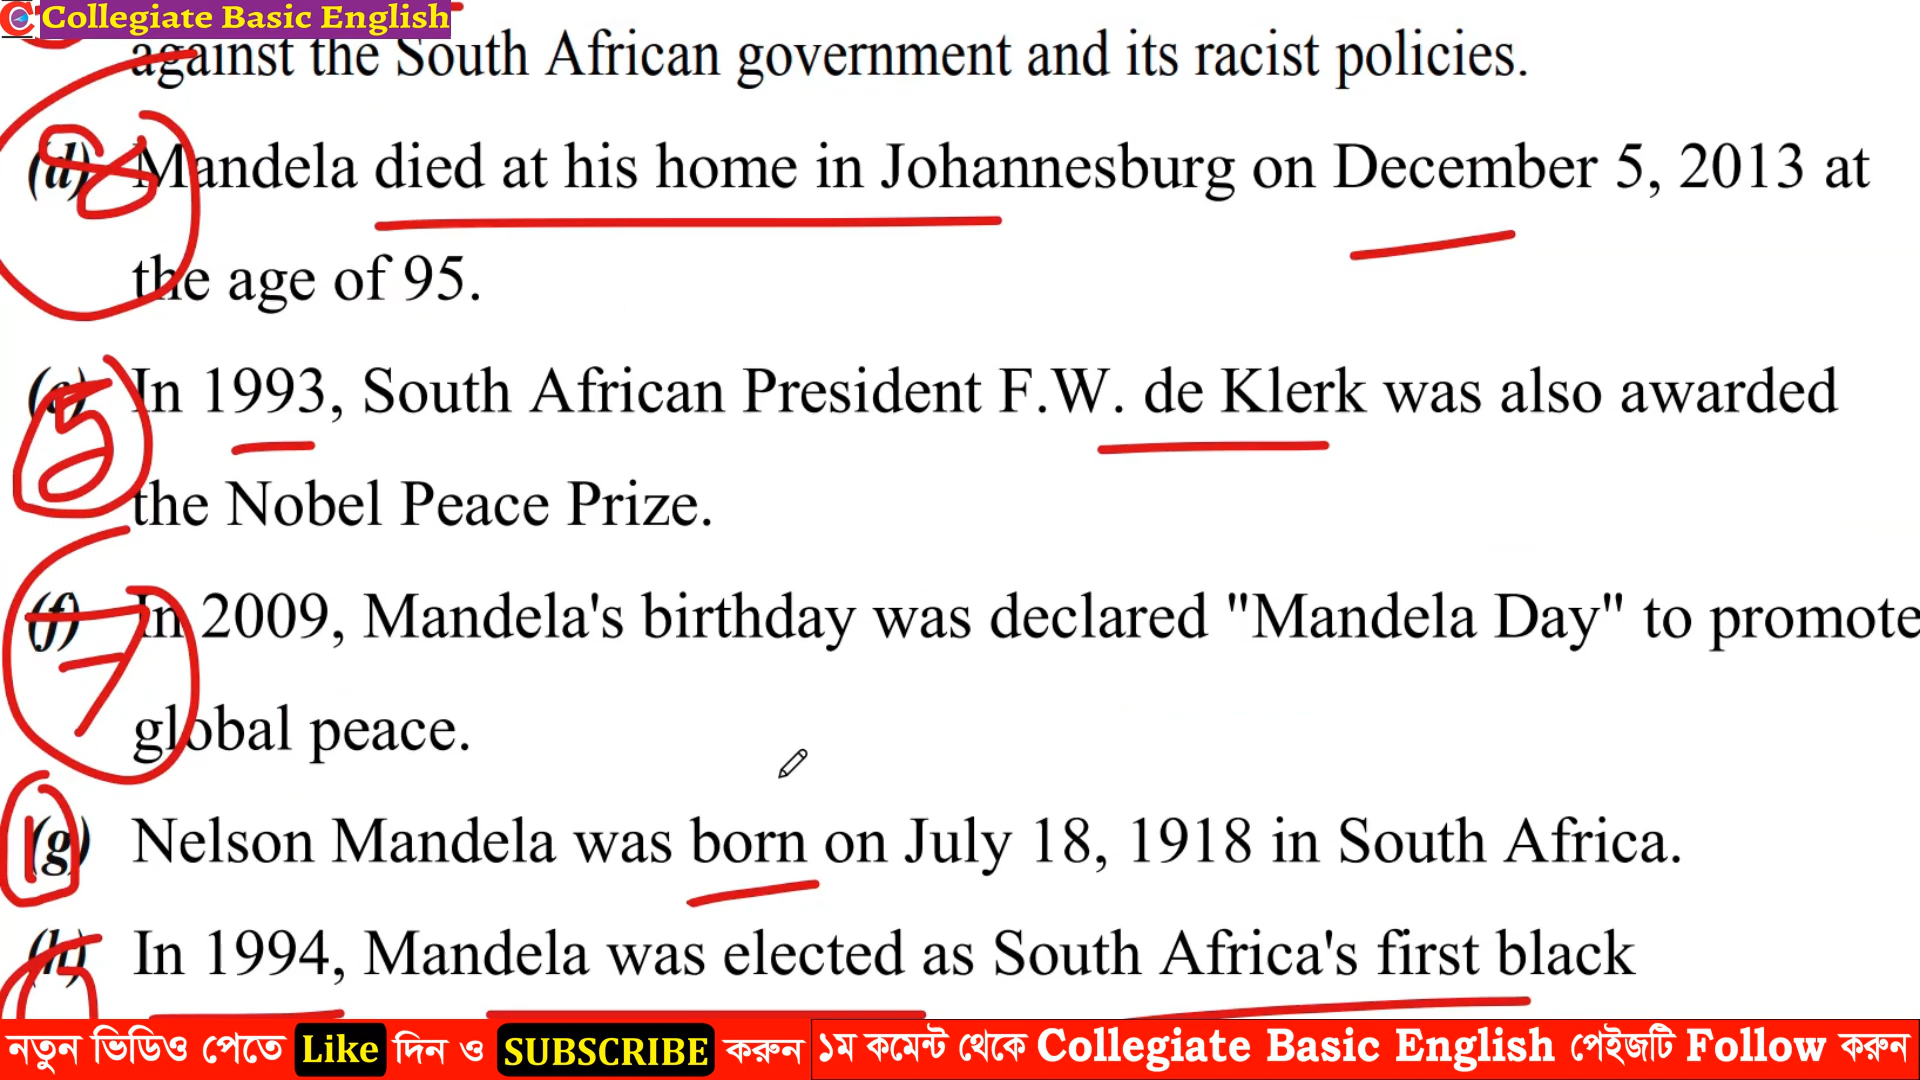 Collegiate Basic English
against the South African government and its racist policies.
(d) 8 Mandela died at his home in Johannesburg on December 5, 2013 at
the age of 95.
(e) 5 In 1993, South African President F.W. de Klerk was also awarded
the Nobel Peace Prize.
(f) 7 In 2009, Mandela's birthday was declared "Mandela Day" to promote
global peace.
1 (g) Nelson Mandela was born on July 18, 1918 in South Africa.
(h) In 1994, Mandela was elected as South Africa's first black
নতুন ভিডিও পেতে Like দিন ও SUBSCRIBE করুন ১ম কমেন্ট থেকে Collegiate Basic English পেইজটি Follow করুন